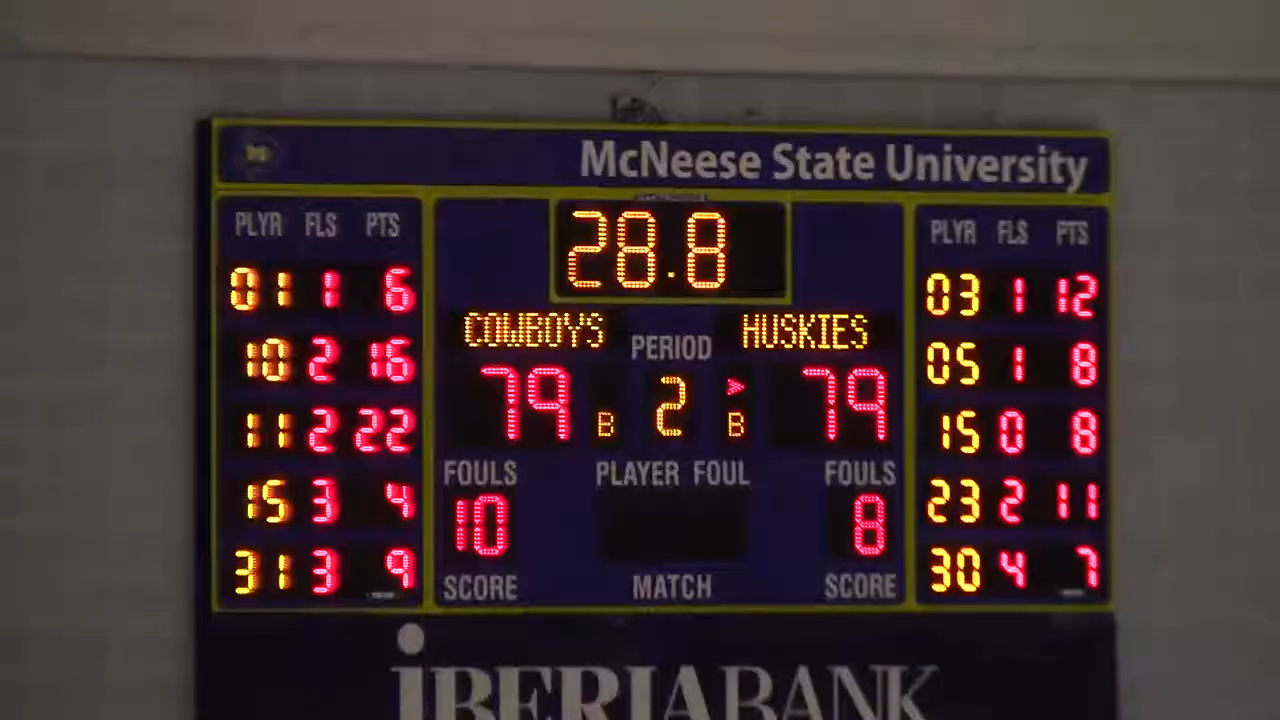 McNeese State University
PLYR FLS PTS
28.8
PLYR FLS PTS
01 1 6
03 1 12
COWBOYS PERIOD HUSKIES
10 2 16
79 B 2 > B 79
05 1 8
11 2 22
15 0 8
FOULS PLAYER FOUL FOULS
15 3 4
10 8
23 2 11
31 3 9
SCORE MATCH SCORE
30 4 7
iBERIABANK